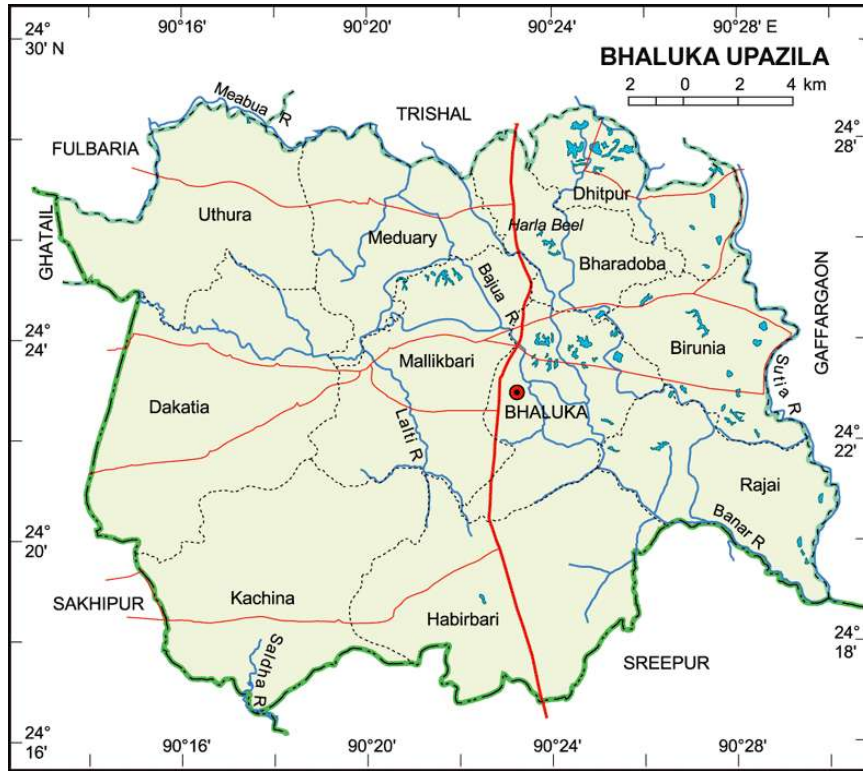 24°
30' N
90°16'
90°20'
90°24'
90°28' E
BHALUKA UPAZILA
2 0 2 4 km
Meabua R
TRISHAL
24°
28'
FULBARIA
Dhitpur
GHATAIL
Uthura
Harla Beel
Meduary
Bharadoba
GAFFARGAON
Bajua R
24°
24'
Mallikbari
Birunia
Sutia R
Dakatia
BHALUKA
Lalti R
24°
22'
Rajai
Banar R
24°
20'
Kachina
SAKHIPUR
Habirbari
24°
18'
Saldha R
SREEPUR
24°
16'
90°16'
90°20'
90°24'
90°28'